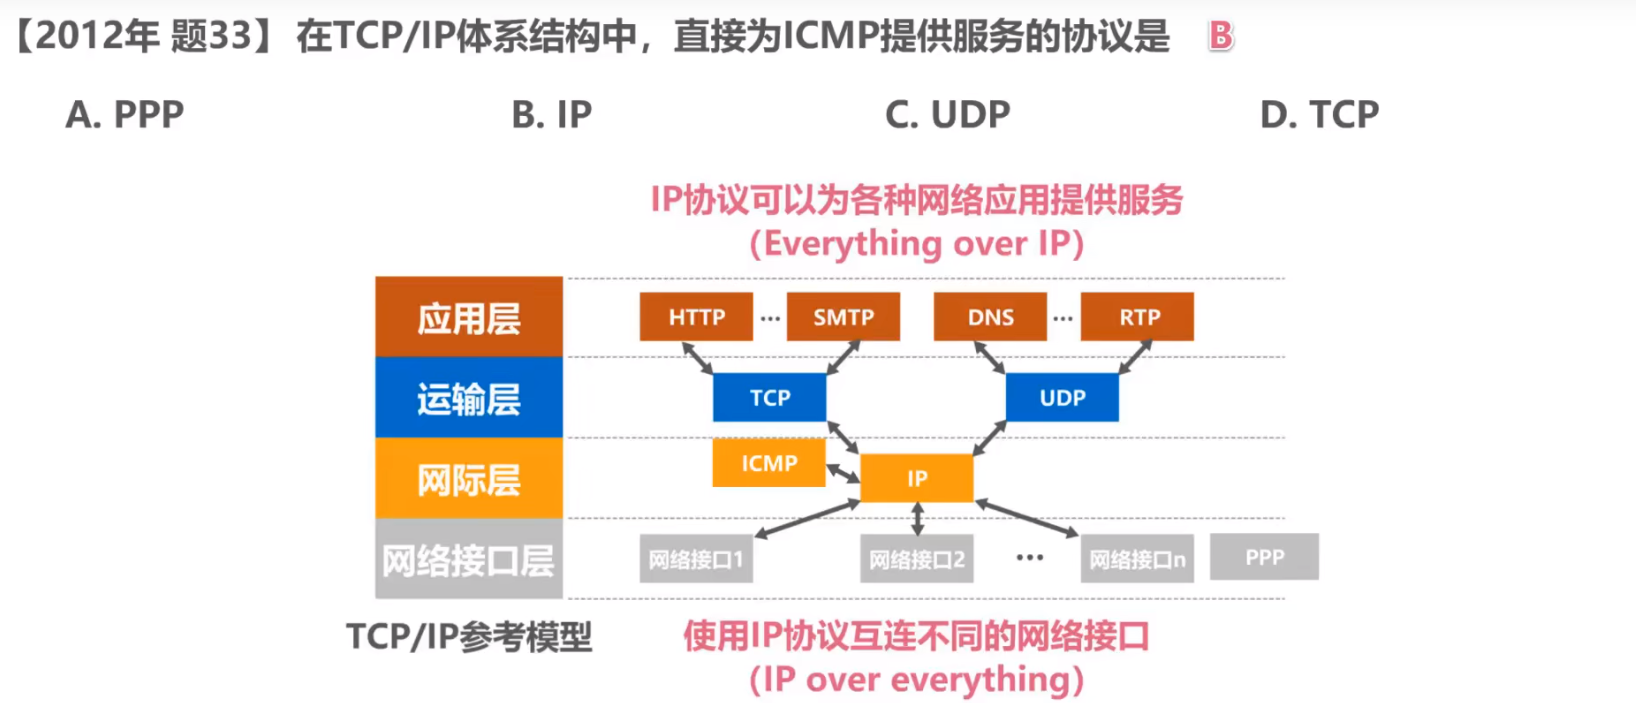 【2012年 题33】在TCP/IP体系结构中，直接为ICMP提供服务的协议是 B
A. PPP B. IP C. UDP D. TCP
IP协议可以为各种网络应用提供服务
（Everything over IP）
应用层 HTTP ... SMTP DNS ... RTP
运输层 TCP UDP
网际层 ICMP IP
网络接口层 网络接口1 网络接口2 ... 网络接口n PPP
TCP/IP参考模型
使用IP协议互连不同的网络接口
（IP over everything）